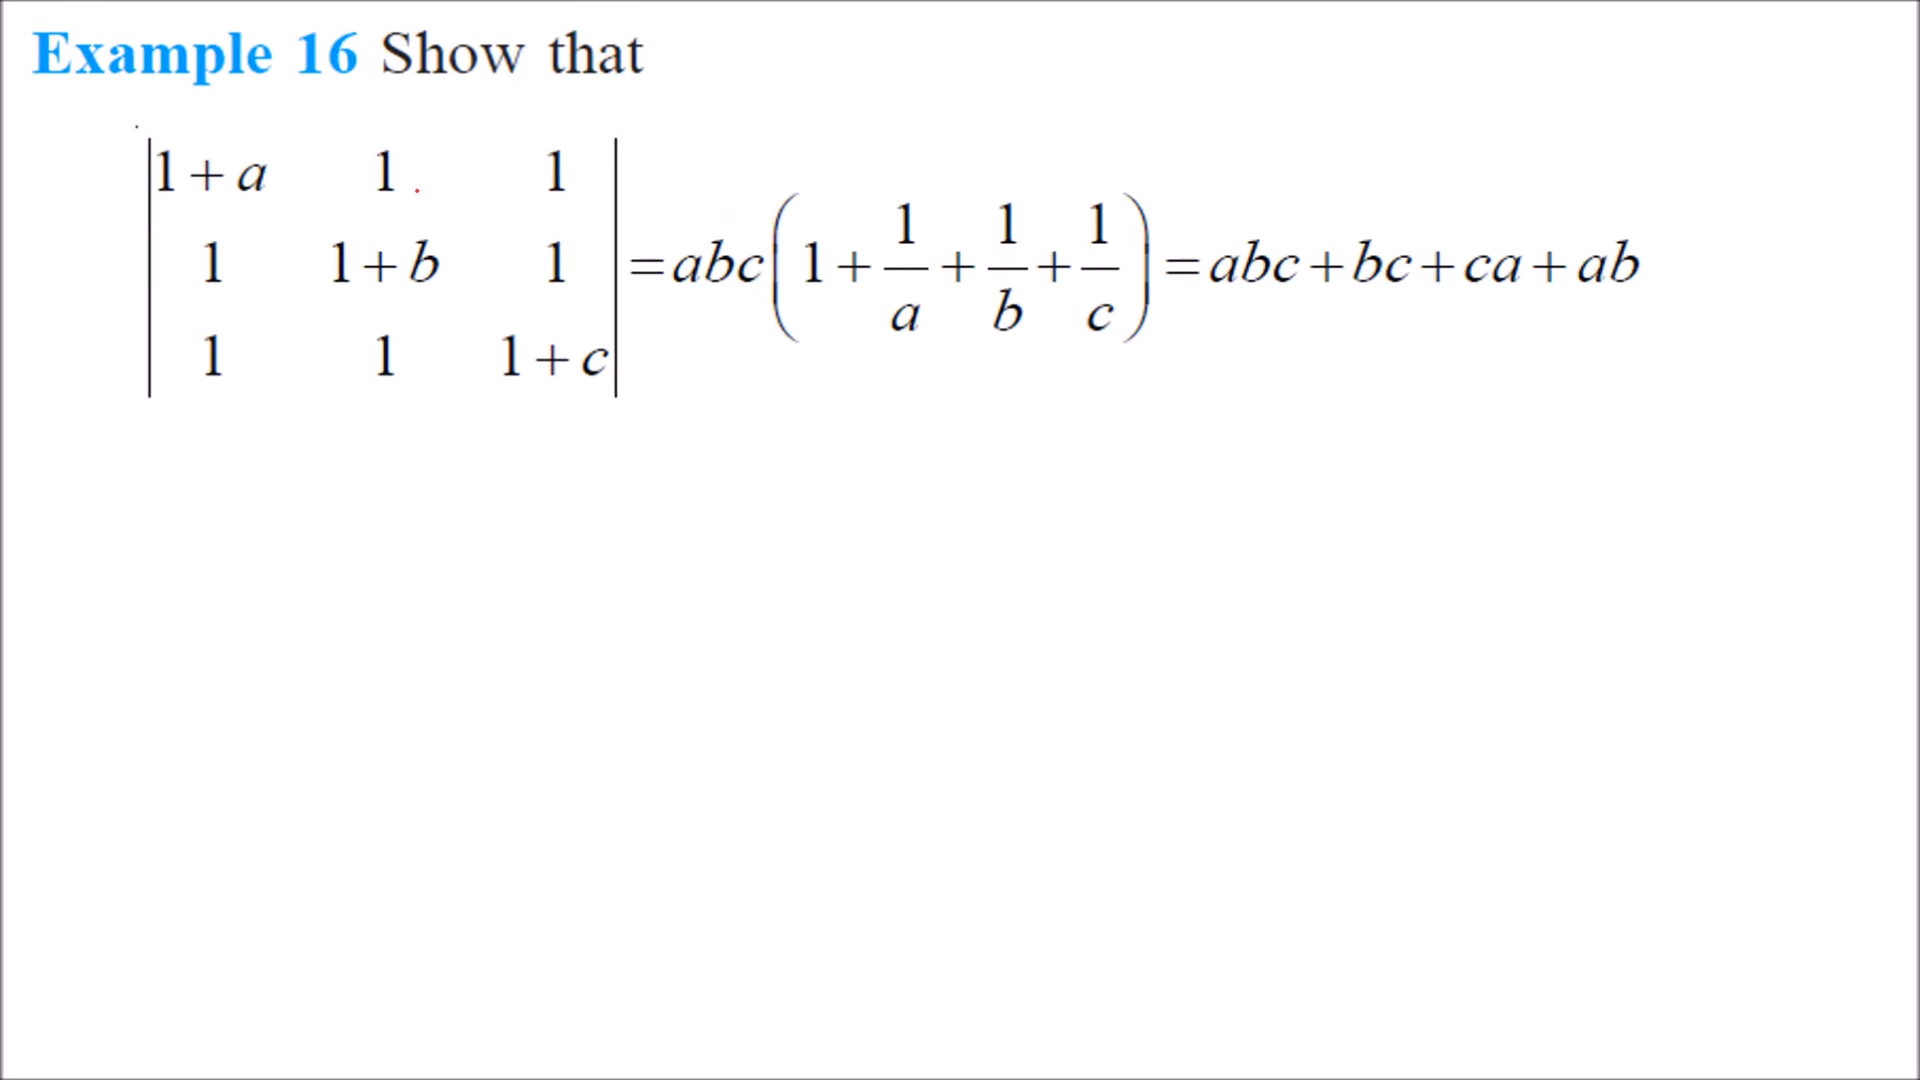 Example 16 Show that
|1+a 1 1|
|1 1+b 1| = abc(1 + 1/a + 1/b + 1/c) = abc + bc + ca + ab
|1 1 1+c|